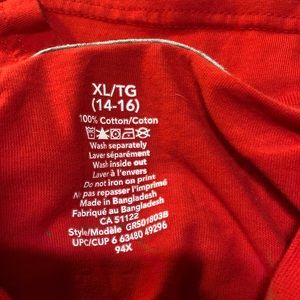 XL/TG
(14-16)
100% Cotton/Coton
Wash separately
Laver séparément
Wash inside out
Laver à l'envers
Do not iron on print
Ne pas repasser l'imprimé
Made in Bangladesh
Fabriqué au Bangladesh
CA 51122
Style/Modèle GRS01803B
UPC/CUP 6 63480 49296
94X